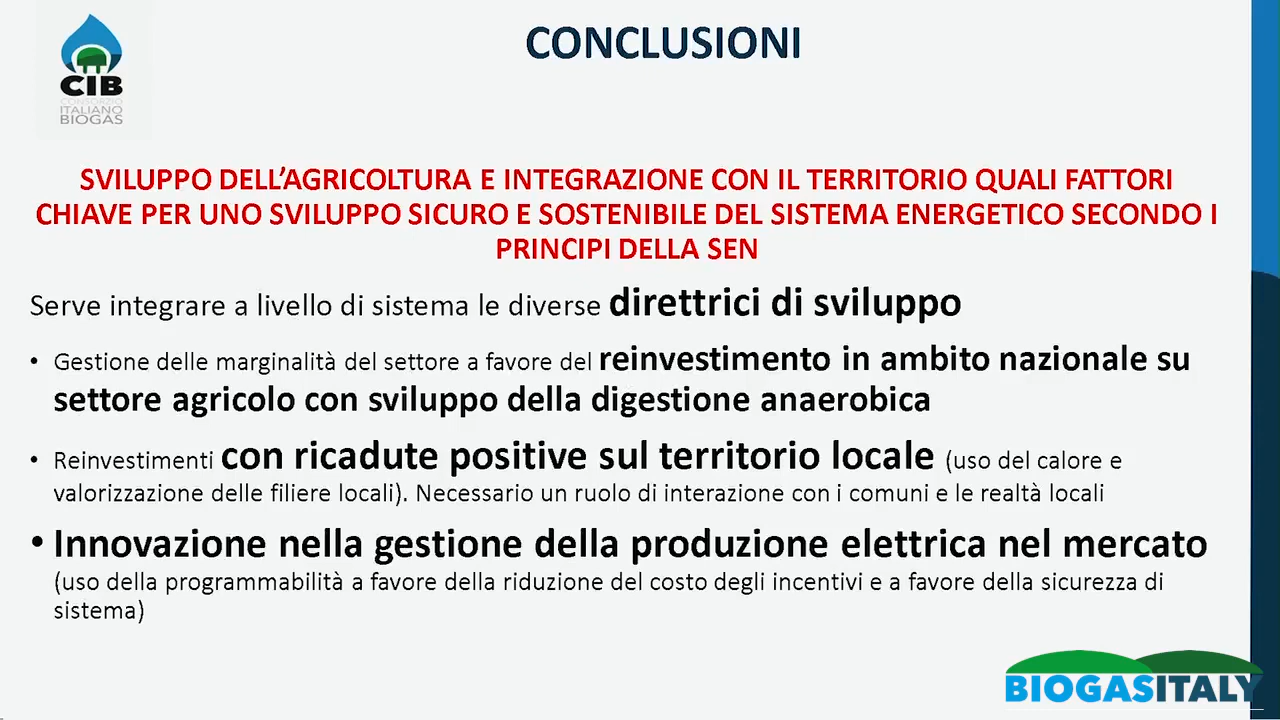 CIB
CONSORZIO
ITALIANO
BIOGAS
CONCLUSIONI
SVILUPPO DELL’AGRICOLTURA E INTEGRAZIONE CON IL TERRITORIO QUALI FATTORI
CHIAVE PER UNO SVILUPPO SICURO E SOSTENIBILE DEL SISTEMA ENERGETICO SECONDO I
PRINCIPI DELLA SEN
Serve integrare a livello di sistema le diverse direttrici di sviluppo
• Gestione delle marginalità del settore a favore del reinvestimento in ambito nazionale su
settore agricolo con sviluppo della digestione anaerobica
• Reinvestimenti con ricadute positive sul territorio locale (uso del calore e
valorizzazione delle filiere locali). Necessario un ruolo di interazione con i comuni e le realtà locali
• Innovazione nella gestione della produzione elettrica nel mercato
(uso della programmabilità a favore della riduzione del costo degli incentivi e a favore della sicurezza di
sistema)
BIOGASITALY